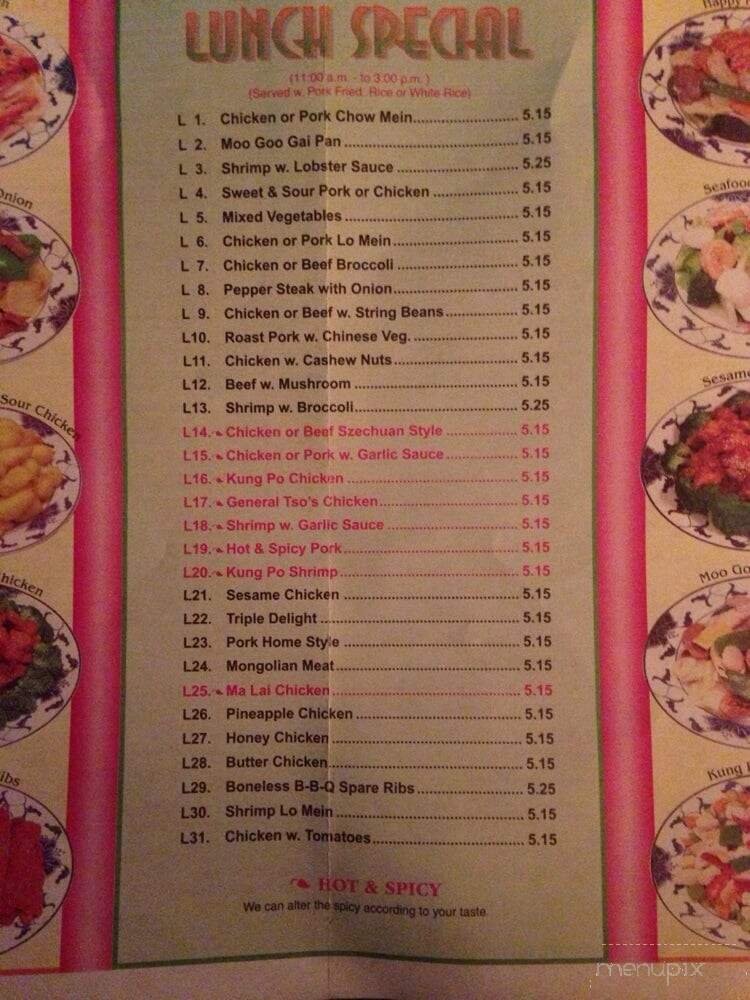 LUNCH SPECIAL
(11:00 a.m. - to 3:00 p.m. )
(Served w. Pork Fried Rice or White Rice)
L 1. Chicken or Pork Chow Mein 5.15
L 2. Moo Goo Gai Pan 5.15
L 3. Shrimp w. Lobster Sauce 5.25
L 4. Sweet & Sour Pork or Chicken 5.15
L 5. Mixed Vegetables 5.15
L 6. Chicken or Pork Lo Mein 5.15
L 7. Chicken or Beef Broccoli 5.15
L 8. Pepper Steak with Onion 5.15
L 9. Chicken or Beef w. String Beans 5.15
L10. Roast Pork w. Chinese Veg. 5.15
L11. Chicken w. Cashew Nuts 5.15
L12. Beef w. Mushroom 5.15
L13. Shrimp w. Broccoli 5.25
L14. Chicken or Beef Szechuan Style 5.15
L15. Chicken or Pork w. Garlic Sauce 5.15
L16. Kung Po Chicken 5.15
L17. General Tso's Chicken 5.15
L18. Shrimp w. Garlic Sauce 5.15
L19. Hot & Spicy Pork 5.15
L20. Kung Po Shrimp 5.15
L21. Sesame Chicken 5.15
L22. Triple Delight 5.15
L23. Pork Home Style 5.15
L24. Mongolian Meat 5.15
L25. Ma Lai Chicken 5.15
L26. Pineapple Chicken 5.15
L27. Honey Chicken 5.15
L28. Butter Chicken 5.15
L29. Boneless B-B-Q Spare Ribs 5.25
L30. Shrimp Lo Mein 5.15
L31. Chicken w. Tomatoes 5.15
HOT & SPICY
We can alter the spicy according to your taste.
Onion
Sour Chicken
hicken
ibs
Happy
Seafood
Sesame
Moo Go
Kung
menupix